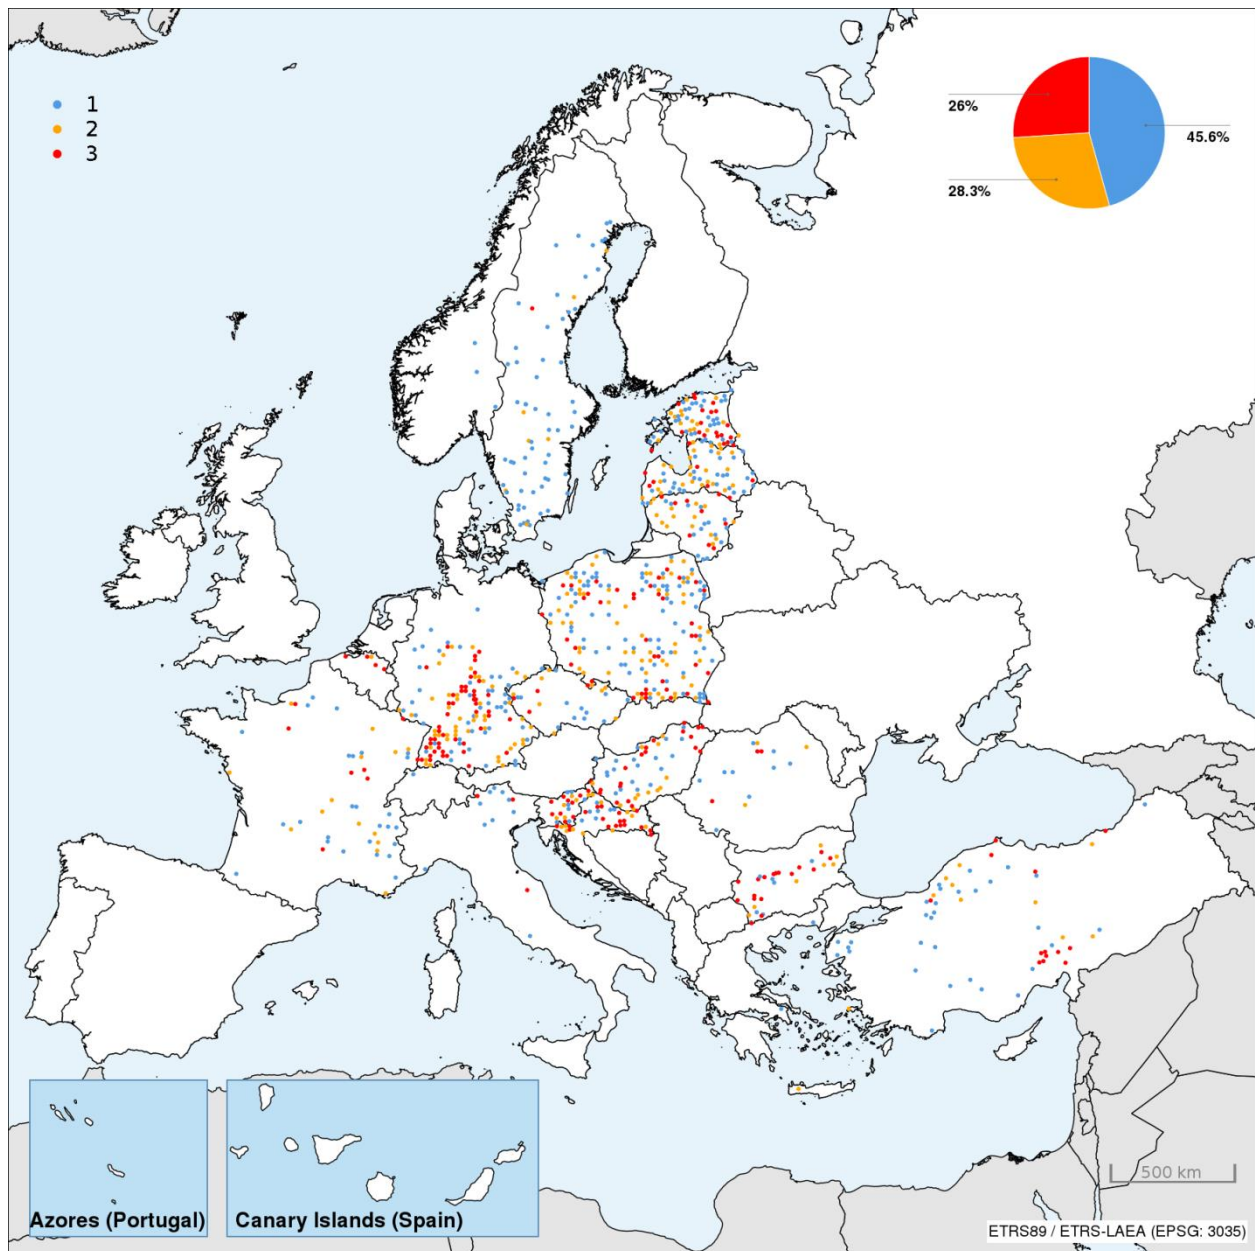 1
2
3
26%
45.6%
28.3%
500 km
Azores (Portugal)
Canary Islands (Spain)
ETRS89 / ETRS-LAEA (EPSG: 3035)